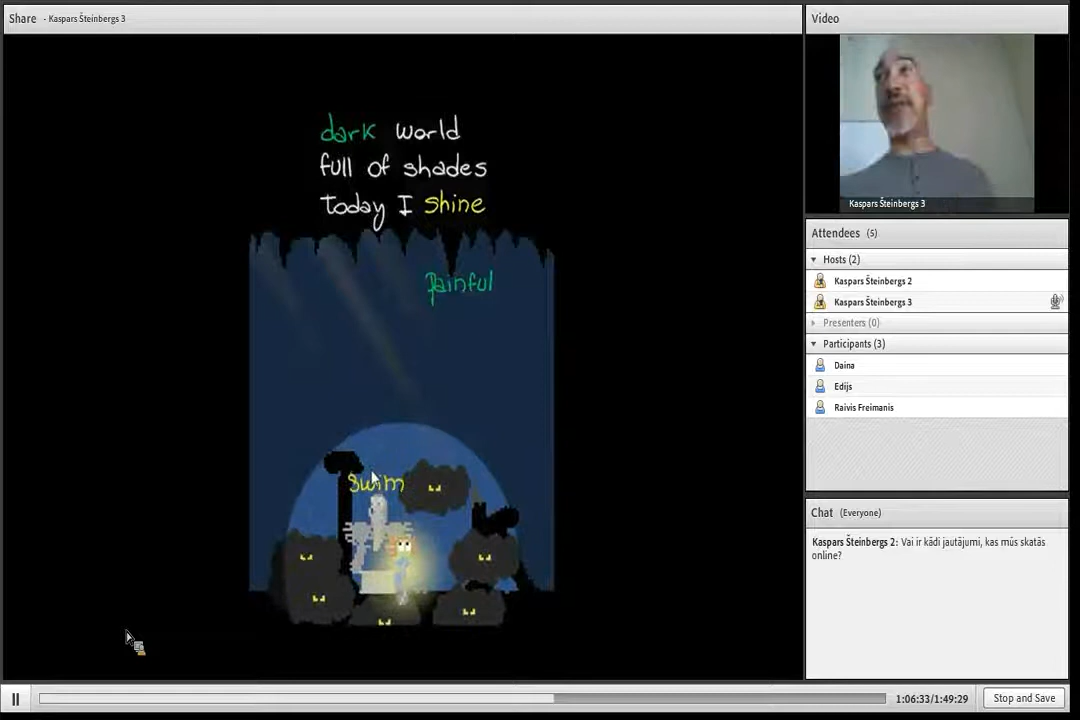 Share - Kaspars Šteinbergs 3
dark world
full of shades
today I shine
Painful
Swim
Video
Kaspars Šteinbergs 3
Attendees (5)
Hosts (2)
Kaspars Šteinbergs 2
Kaspars Šteinbergs 3
Presenters (0)
Participants (3)
Daina
Edijs
Raivis Freimanis
Chat (Everyone)
Kaspars Šteinbergs 2: Vai ir kādi jautājumi, kas mūs skatās
online?
1:06:33/1:49:29
Stop and Save